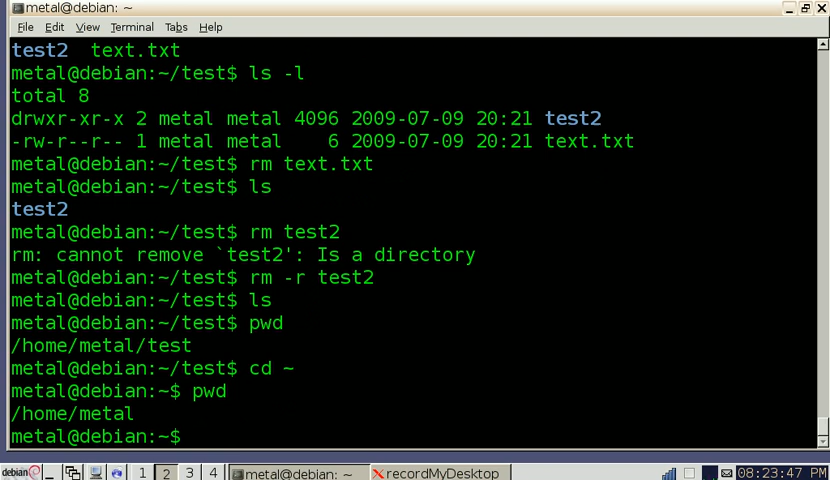 metal@debian: ~
File Edit View Terminal Tabs Help
test2 text.txt
metal@debian:~/test$ ls -l
total 8
drwxr-xr-x 2 metal metal 4096 2009-07-09 20:21 test2
-rw-r--r-- 1 metal metal    6 2009-07-09 20:21 text.txt
metal@debian:~/test$ rm text.txt
metal@debian:~/test$ ls
test2
metal@debian:~/test$ rm test2
rm: cannot remove `test2': Is a directory
metal@debian:~/test$ rm -r test2
metal@debian:~/test$ ls
metal@debian:~/test$ pwd
/home/metal/test
metal@debian:~/test$ cd ~
metal@debian:~$ pwd
/home/metal
metal@debian:~$
debian 1 2 3 4 metal@debian: ~ recordMyDesktop 08:23:47 PM